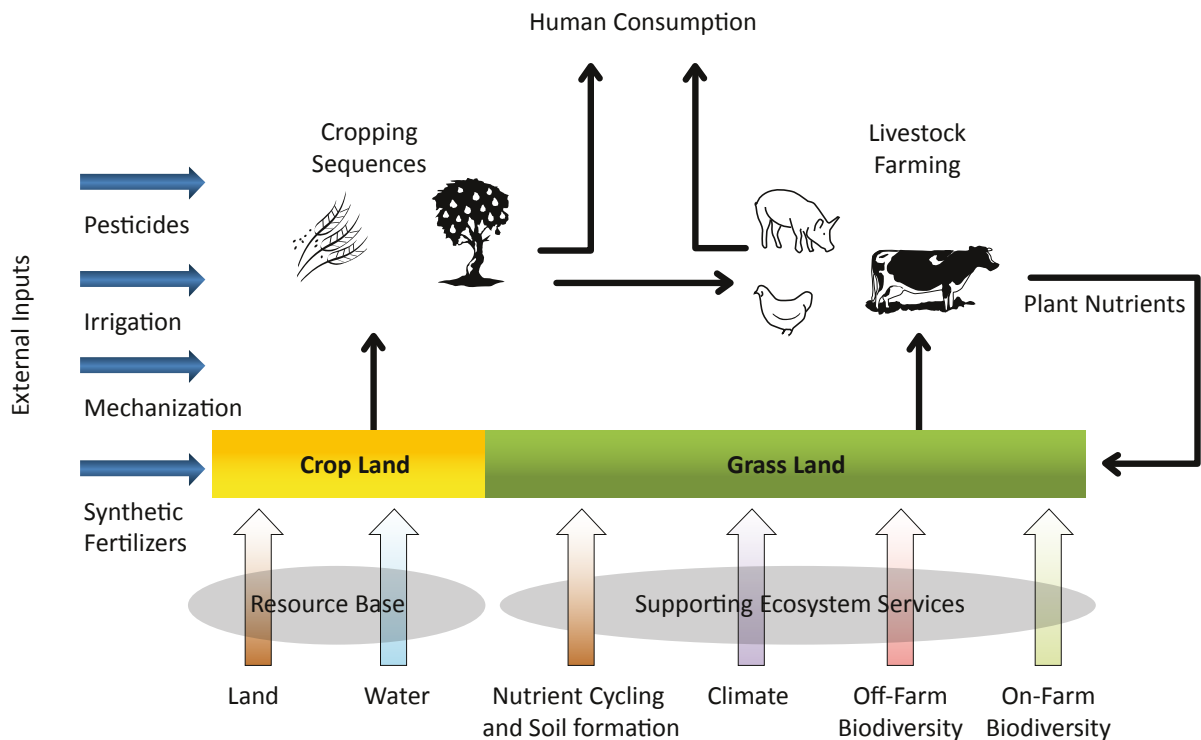 Human Consumption
Cropping
Sequences
Livestock
Farming
External Inputs
Pesticides
Irrigation
Mechanization
Synthetic
Fertilizers
Plant Nutrients
Crop Land
Grass Land
Resource Base
Supporting Ecosystem Services
Land
Water
Nutrient Cycling
and Soil formation
Climate
Off-Farm
Biodiversity
On-Farm
Biodiversity